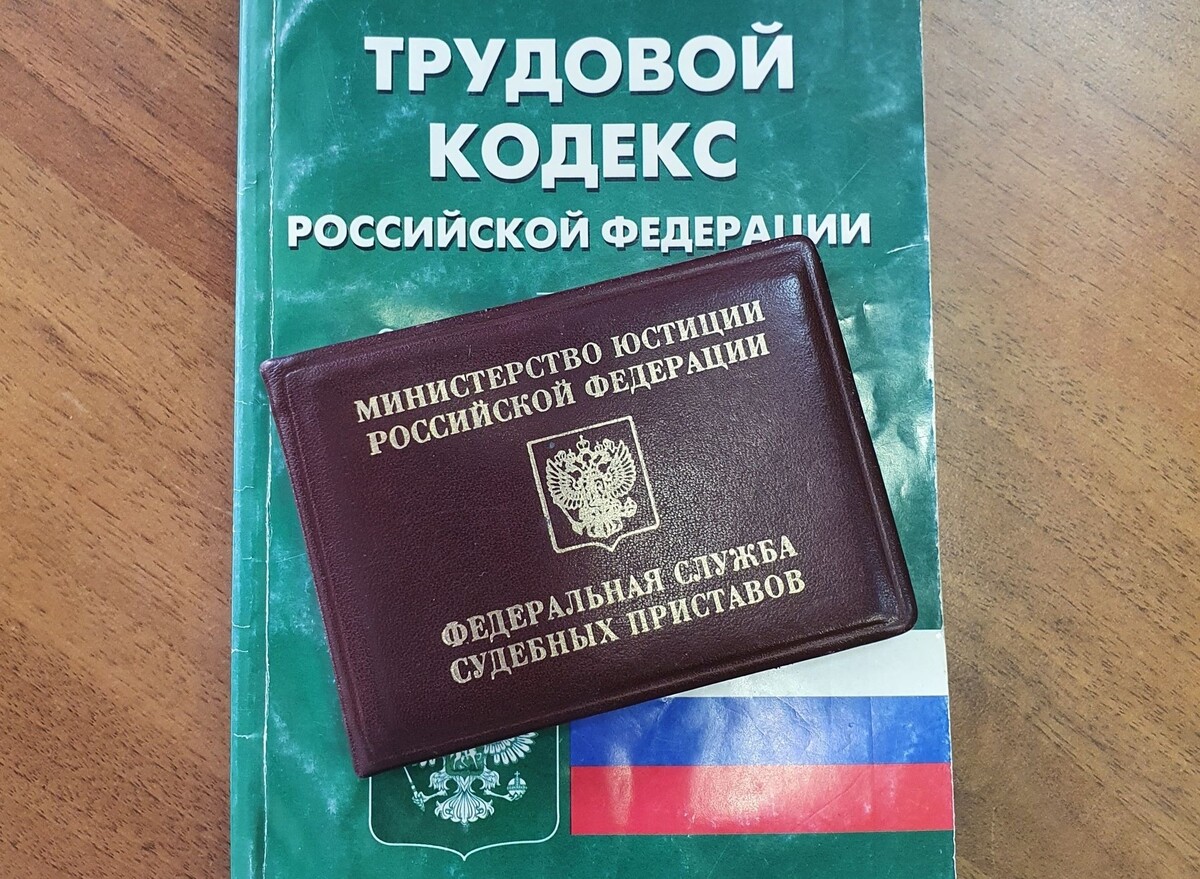 ТРУДОВОЙ
КОДЕКС
РОССИЙСКОЙ ФЕДЕРАЦИИ
МИНИСТЕРСТВО ЮСТИЦИИ
РОССИЙСКОЙ ФЕДЕРАЦИИ
ФЕДЕРАЛЬНАЯ СЛУЖБА
СУДЕБНЫХ ПРИСТАВОВ